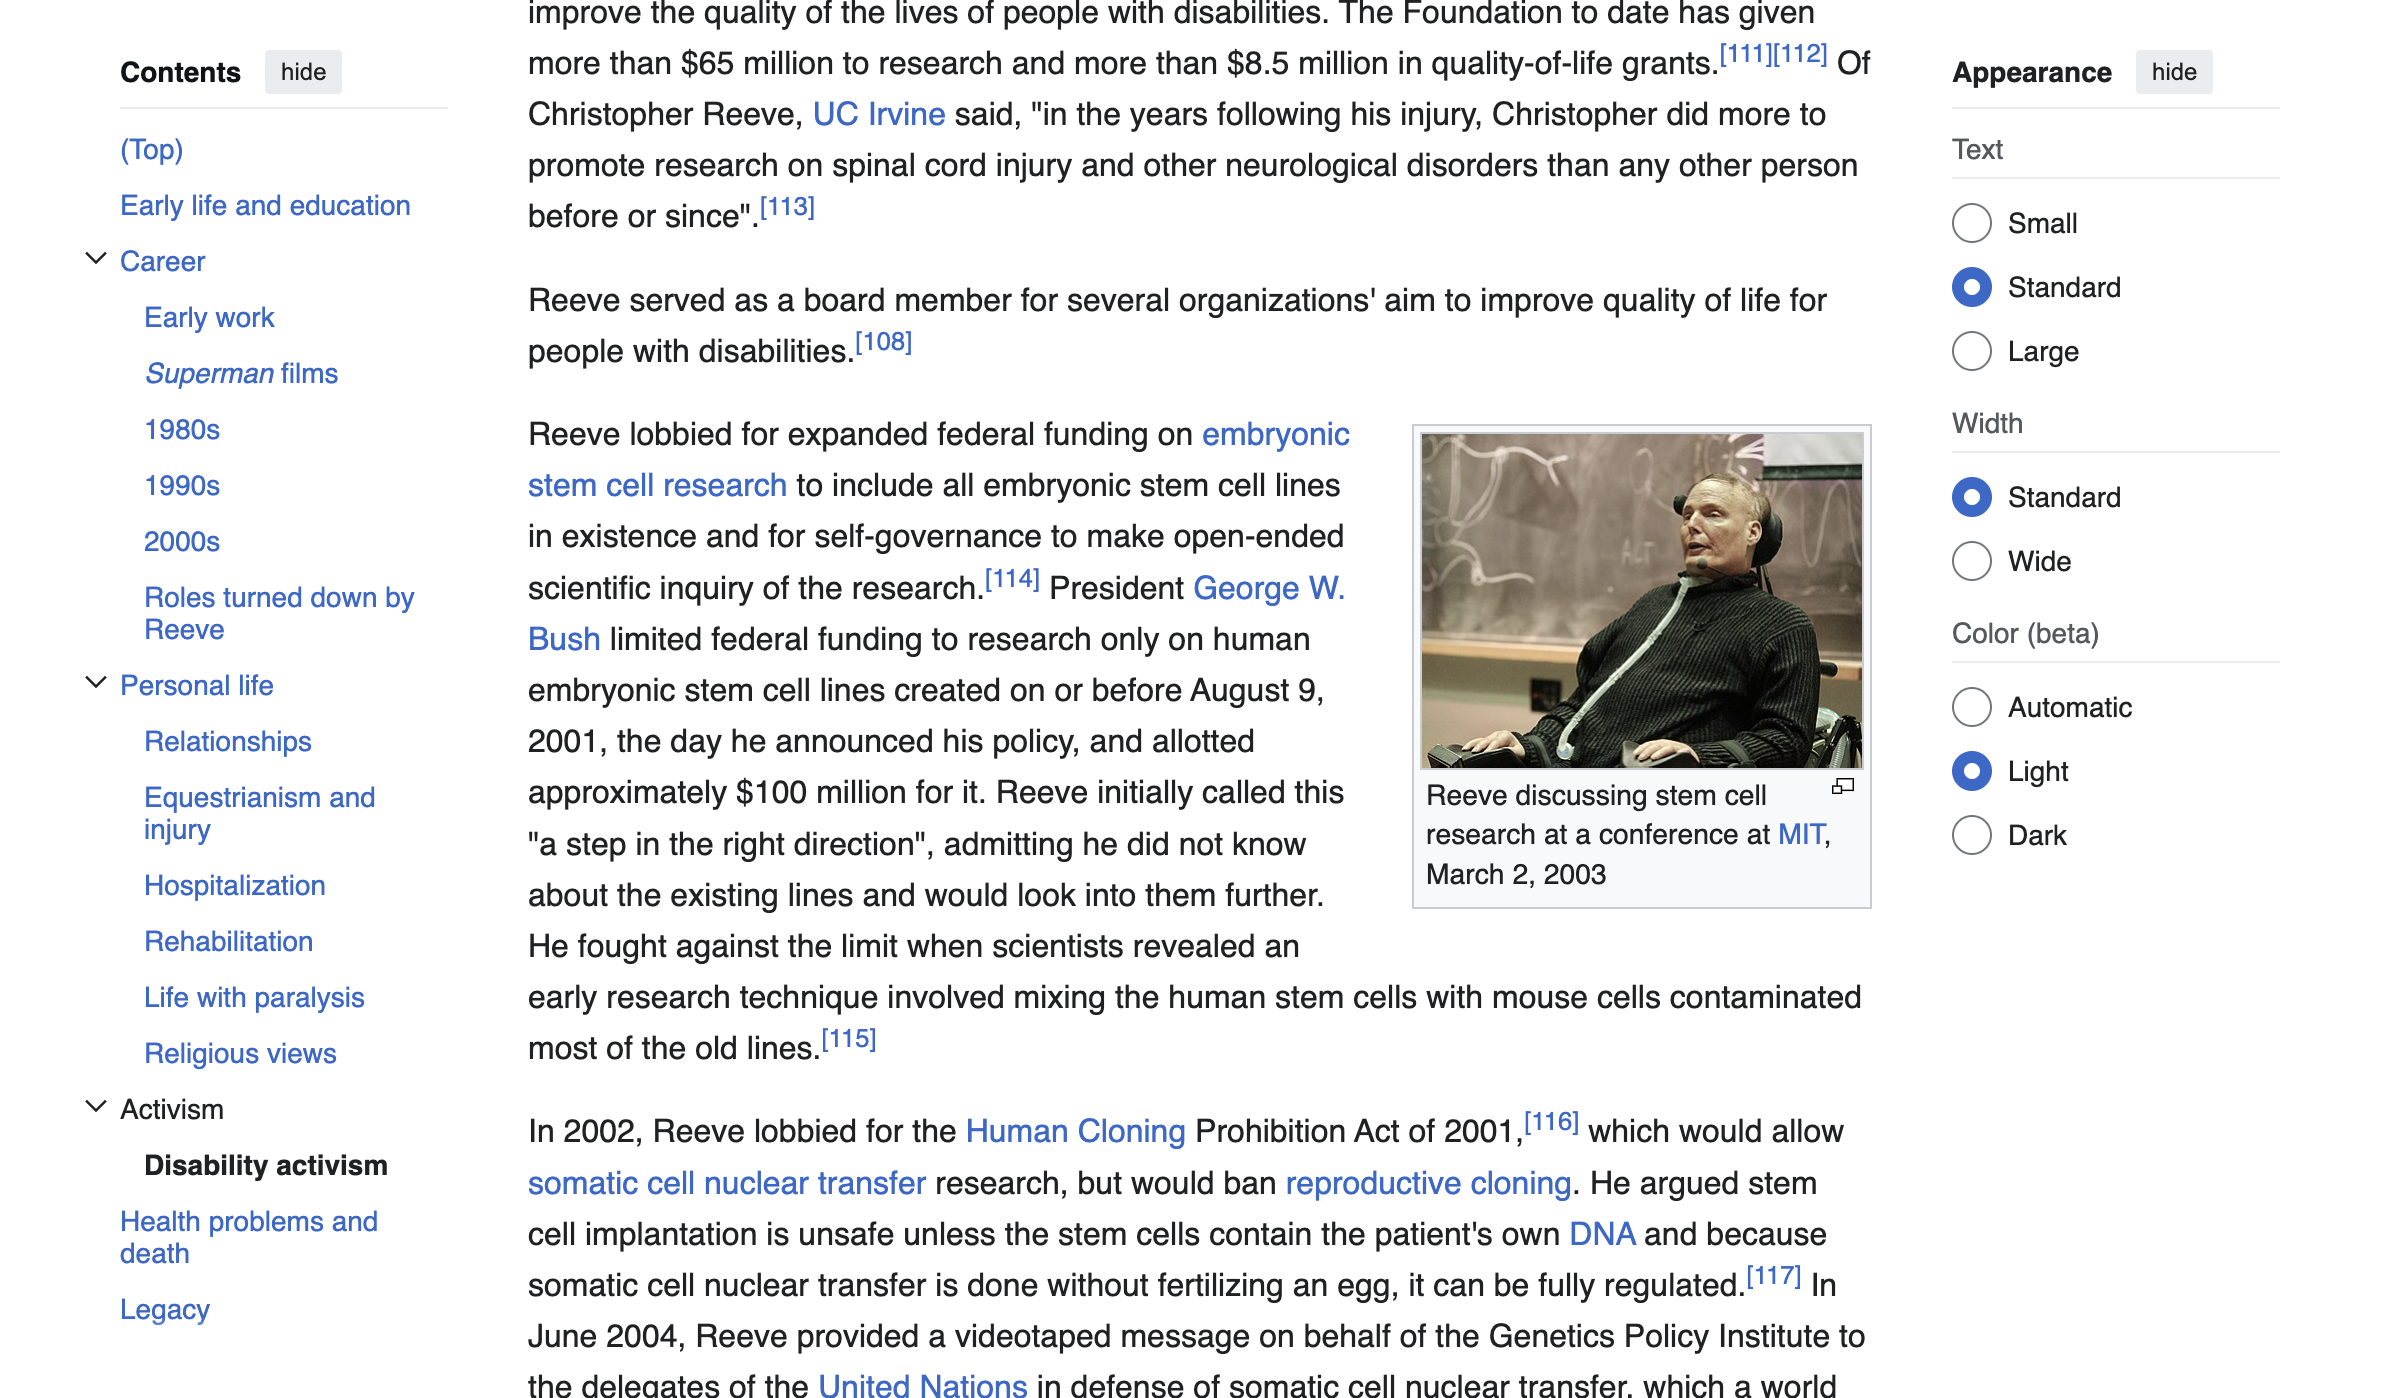 Contents hide
(Top)
Early life and education
Career
Early work
Superman films
1980s
1990s
2000s
Roles turned down by
Reeve
Personal life
Relationships
Equestrianism and
injury
Hospitalization
Rehabilitation
Life with paralysis
Religious views
Activism
Disability activism
Health problems and
death
Legacy
improve the quality of the lives of people with disabilities. The Foundation to date has given
more than $65 million to research and more than $8.5 million in quality-of-life grants.[111][112] Of
Christopher Reeve, UC Irvine said, "in the years following his injury, Christopher did more to
promote research on spinal cord injury and other neurological disorders than any other person
before or since".[113]
Reeve served as a board member for several organizations' aim to improve quality of life for
people with disabilities.[108]
Reeve lobbied for expanded federal funding on embryonic
stem cell research to include all embryonic stem cell lines
in existence and for self-governance to make open-ended
scientific inquiry of the research.[114] President George W.
Bush limited federal funding to research only on human
embryonic stem cell lines created on or before August 9,
2001, the day he announced his policy, and allotted
approximately $100 million for it. Reeve initially called this
"a step in the right direction", admitting he did not know
about the existing lines and would look into them further.
He fought against the limit when scientists revealed an
early research technique involved mixing the human stem cells with mouse cells contaminated
most of the old lines.[115]
Reeve discussing stem cell
research at a conference at MIT,
March 2, 2003
In 2002, Reeve lobbied for the Human Cloning Prohibition Act of 2001,[116] which would allow
somatic cell nuclear transfer research, but would ban reproductive cloning. He argued stem
cell implantation is unsafe unless the stem cells contain the patient's own DNA and because
somatic cell nuclear transfer is done without fertilizing an egg, it can be fully regulated.[117] In
June 2004, Reeve provided a videotaped message on behalf of the Genetics Policy Institute to
the delegates of the United Nations in defense of somatic cell nuclear transfer, which a world
Appearance hide
Text
Small
Standard
Large
Width
Standard
Wide
Color (beta)
Automatic
Light
Dark